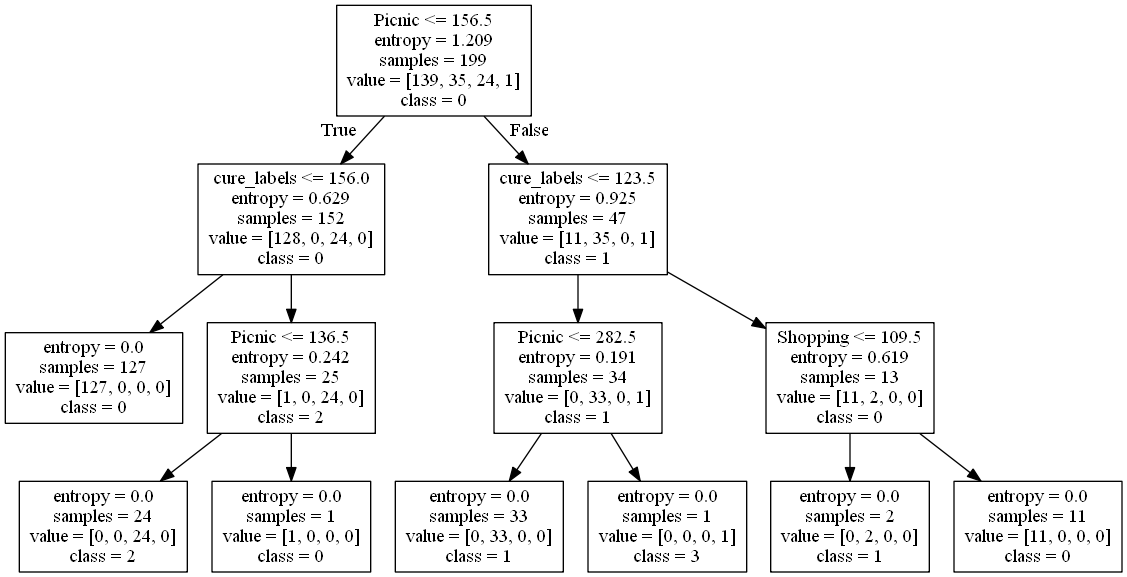 Picnic <= 156.5
entropy = 1.209
samples = 199
value = [139, 35, 24, 1]
class = 0
True
False
cure_labels <= 156.0
entropy = 0.629
samples = 152
value = [128, 0, 24, 0]
class = 0
cure_labels <= 123.5
entropy = 0.925
samples = 47
value = [11, 35, 0, 1]
class = 1
entropy = 0.0
samples = 127
value = [127, 0, 0, 0]
class = 0
Picnic <= 136.5
entropy = 0.242
samples = 25
value = [1, 0, 24, 0]
class = 2
Picnic <= 282.5
entropy = 0.191
samples = 34
value = [0, 33, 0, 1]
class = 1
Shopping <= 109.5
entropy = 0.619
samples = 13
value = [11, 2, 0, 0]
class = 0
entropy = 0.0
samples = 24
value = [0, 0, 24, 0]
class = 2
entropy = 0.0
samples = 1
value = [1, 0, 0, 0]
class = 0
entropy = 0.0
samples = 33
value = [0, 33, 0, 0]
class = 1
entropy = 0.0
samples = 1
value = [0, 0, 0, 1]
class = 3
entropy = 0.0
samples = 2
value = [0, 2, 0, 0]
class = 1
entropy = 0.0
samples = 11
value = [11, 0, 0, 0]
class = 0